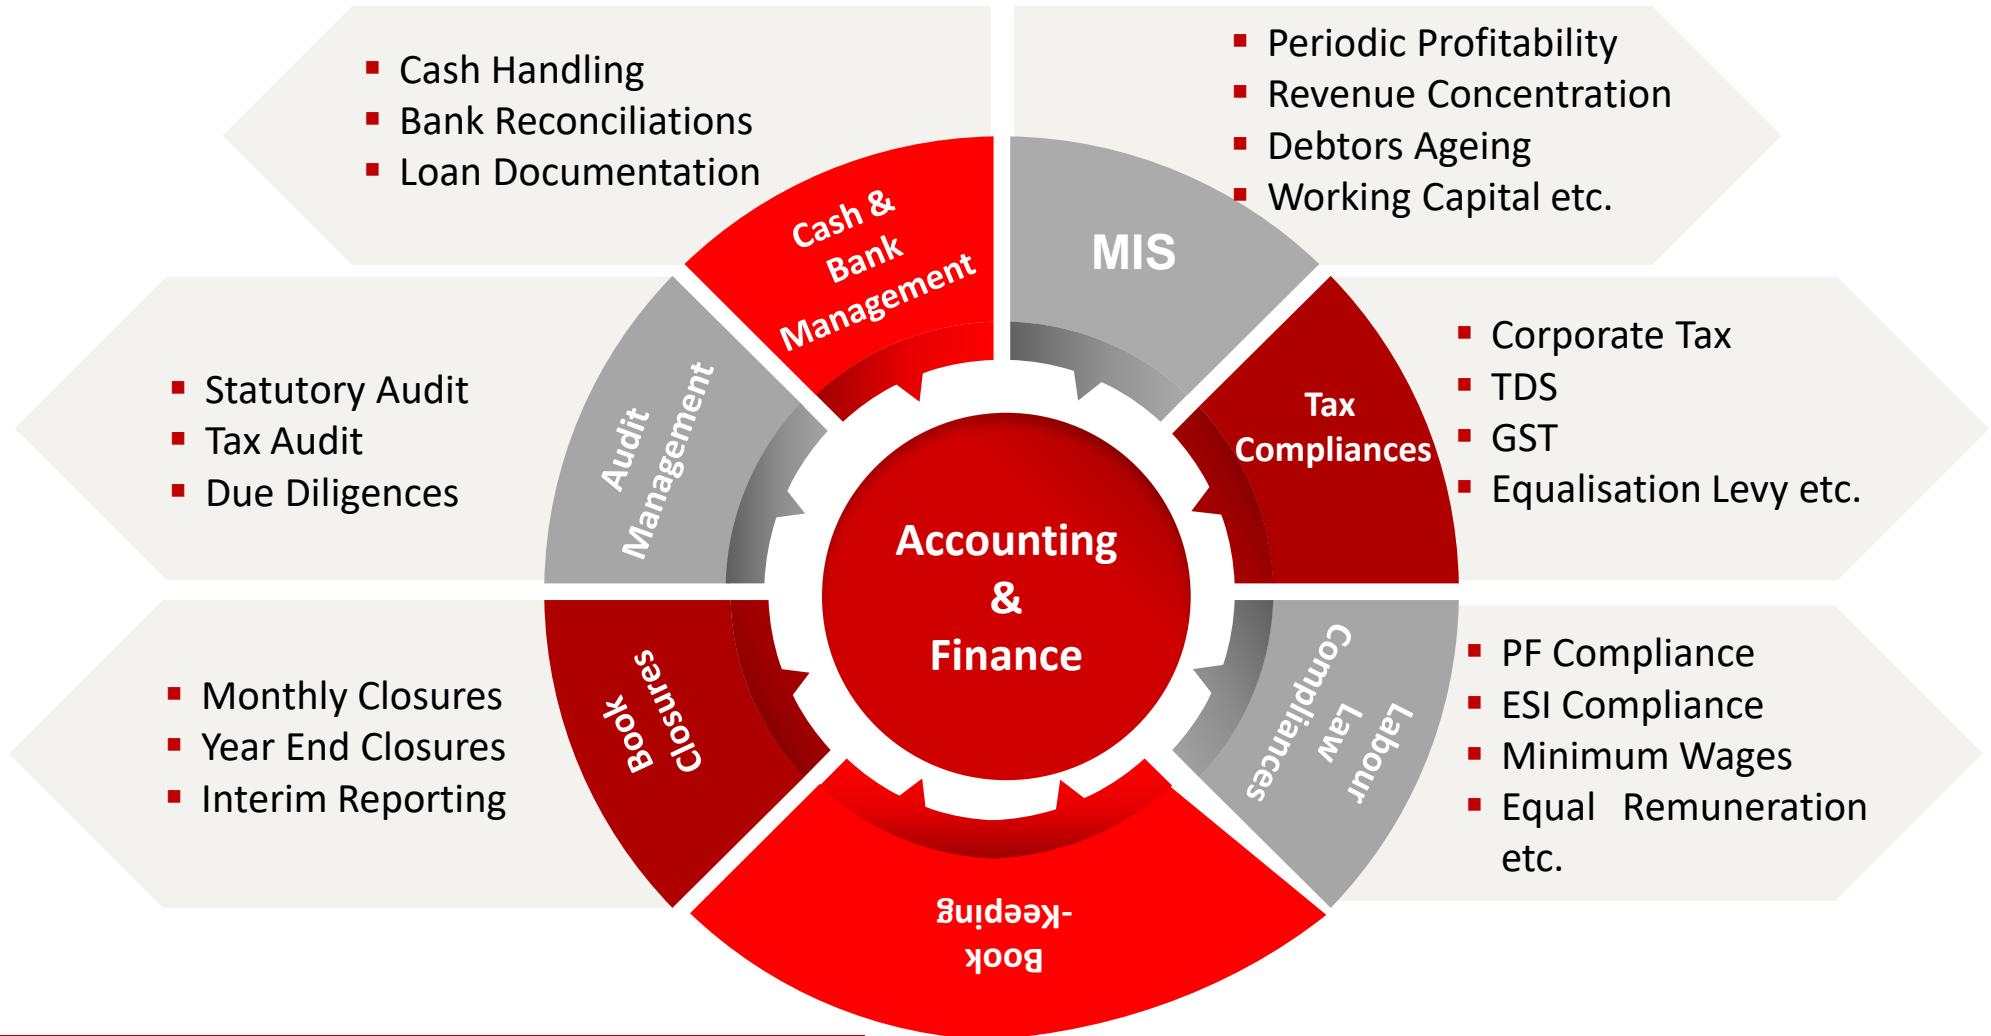 Cash Handling
Bank Reconciliations
Loan Documentation
Periodic Profitability
Revenue Concentration
Debtors Ageing
Working Capital etc.
Cash &
Bank
Management
MIS
Statutory Audit
Tax Audit
Due Diligences
Audit
Management
Tax
Compliances
Corporate Tax
TDS
GST
Equalisation Levy etc.
Accounting
&
Finance
Monthly Closures
Year End Closures
Interim Reporting
Book
Closures
Labour
Law
Compliances
PF Compliance
ESI Compliance
Minimum Wages
Equal Remuneration
etc.
Book
-Keeping